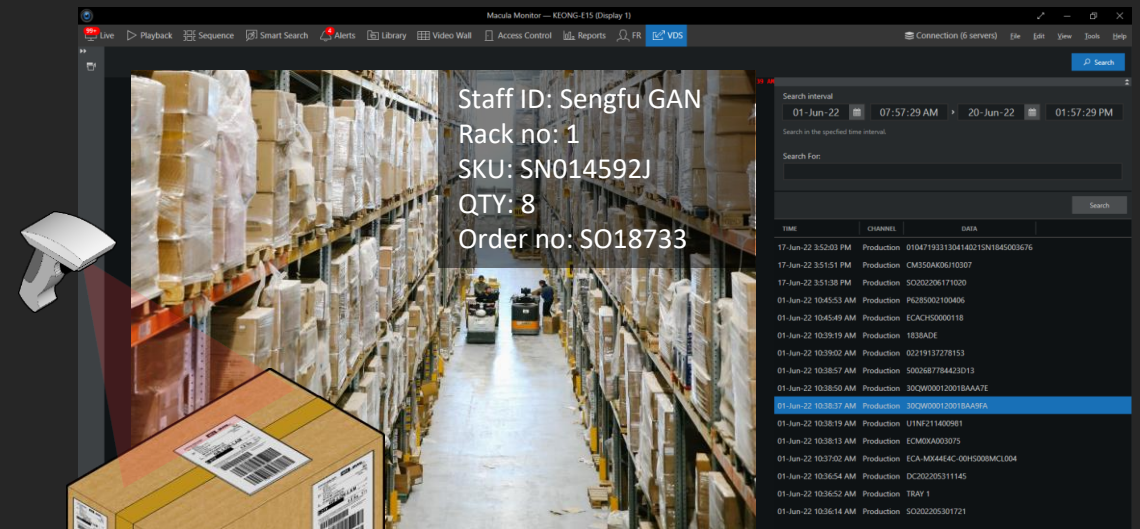 Macula Monitor — KEONG-E15 (Display 1)
99+ Live Playback Sequence Smart Search 4 Alerts Library Video Wall Access Control Reports FR VDS Connection (6 servers) File Edit View Tools Help
Search
Staff ID: Sengfu GAN
Rack no: 1
SKU: SN014592J
QTY: 8
Order no: SO18733
Search interval
01-Jun-22 07:57:29 AM 20-Jun-22 01:57:29 PM
Search in the specfied time interval.
Search For:
Search
TIME CHANNEL DATA
17-Jun-22 3:52:03 PM Production 010471933130414021SN1845003676
17-Jun-22 3:51:51 PM Production CM350AK06J10307
17-Jun-22 3:51:38 PM Production SO202206171020
01-Jun-22 10:45:53 AM Production P6285002100406
01-Jun-22 10:45:49 AM Production ECACHS0000118
01-Jun-22 10:39:19 AM Production 1838ADE
01-Jun-22 10:39:02 AM Production 02219137278153
01-Jun-22 10:38:57 AM Production 5002687784423D13
01-Jun-22 10:38:50 AM Production 30QW00012001BAAA7E
01-Jun-22 10:38:37 AM Production 30QW00012001BAA9FA
01-Jun-22 10:38:19 AM Production U1NF211400981
01-Jun-22 10:38:13 AM Production ECM0XA003075
01-Jun-22 10:37:02 AM Production ECA-MX44E4C-00HS008MCL004
01-Jun-22 10:36:54 AM Production DC202205311145
01-Jun-22 10:36:52 AM Production TRAY 1
01-Jun-22 10:36:14 AM Production SO202205301721